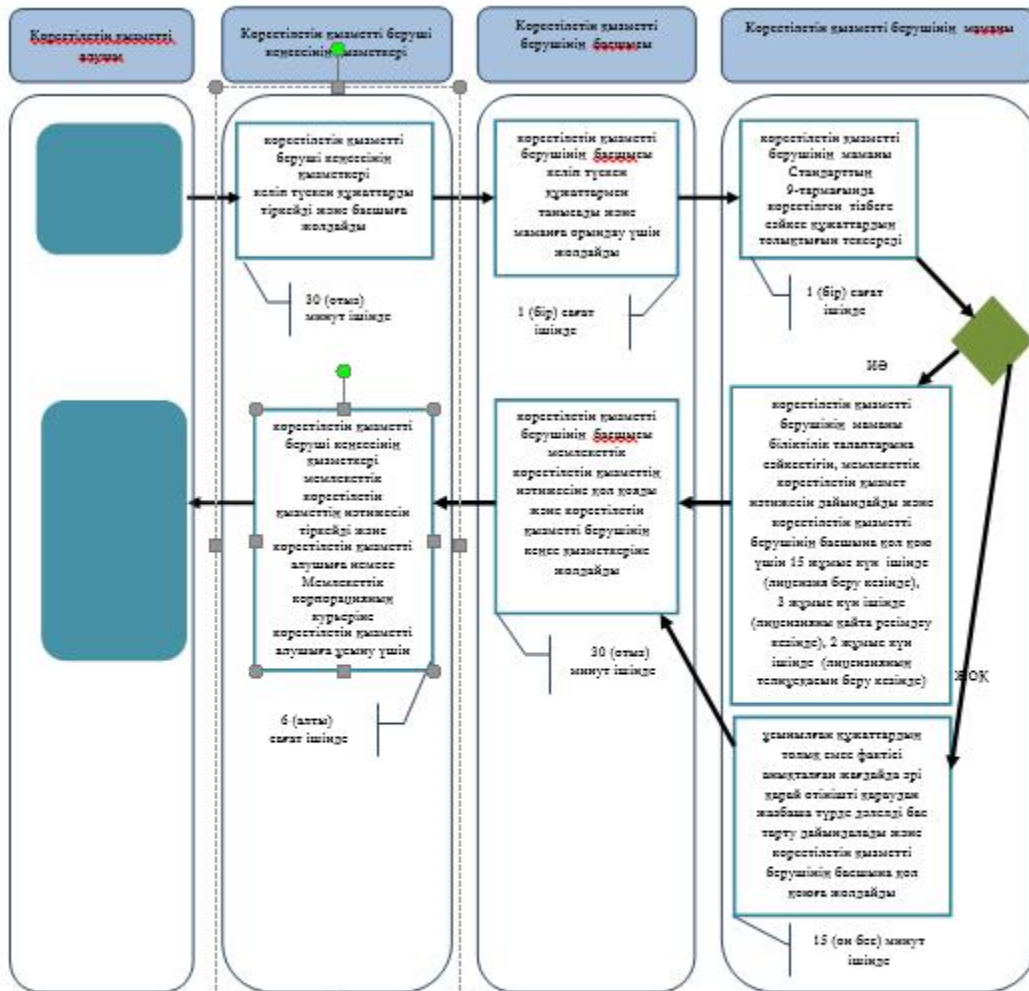 Көрсетілетін қызметті
алушы
Көрсетілетін қызметті беруші
кеңсесінің қызметкері
Көрсетілетін қызметті
берушінің басшысы
Көрсетілетін қызметті берушінің маманы
көрсетілетін қызметті
беруші кеңсесінің
қызметкері
келіп түскен құжаттарды
тіркейді және басшыға
жолдайды
30 (отыз)
минут ішінде
көрсетілетін қызметті
берушінің басшысы
келіп түскен
құжаттармен
танысады және
маманға орындау үшін
жолдайды
1 (бір) сағат
ішінде
көрсетілетін қызметті
берушінің маманы
Стандарттың
9-тармағында
көрсетілген тізбеге
сәйкес құжаттардың
толықтығын тексереді
1 (бір) сағат
ішінде
ИӘ
көрсетілетін қызметті
берушінің маманы
біліктілік талаптарына
сәйкестігін, мемлекеттік
көрсетілетін қызмет
нәтижесін дайындайды және
көрсетілетін қызметті
берушінің басшына қол қою
үшін 15 жұмыс күн ішінде
(лицензия беру кезінде),
3 жұмыс күн ішінде
(лицензияны қайта ресімдеу
кезінде), 2 жұмыс күн
ішінде (лицензияның
телнұсқасын беру кезінде)
ЖОҚ
көрсетілетін қызметті
берушінің басшысы
мемлекеттік
көрсетілетін қызметтің
нәтижесіне қол қояды
және көрсетілетін
қызметті берушінің
кеңсе қызметкеріне
жолдайды
30 (отыз)
минут ішінде
көрсетілетін қызметті
беруші кеңсесінің
қызметкері
мемлекеттік
көрсетілетін
қызметтің нәтижесін
тіркейді және
көрсетілетін қызметті
алушыға немесе
Мемлекеттік
корпорацияның
курьеріне
көрсетілетін қызметті
алушыға ұсыну үшін
6 (алты)
сағат ішінде
ұсынылған құжаттардың
толық емес фактісі
анықталған жағдайда әрі
қарай өтінішті қараудан
жазбаша түрде дәлелді бас
тарту дайындалады және
көрсетілетін қызметті
берушінің басшына қол
қоюға жолдайды
15 (он бес) минут
ішінде